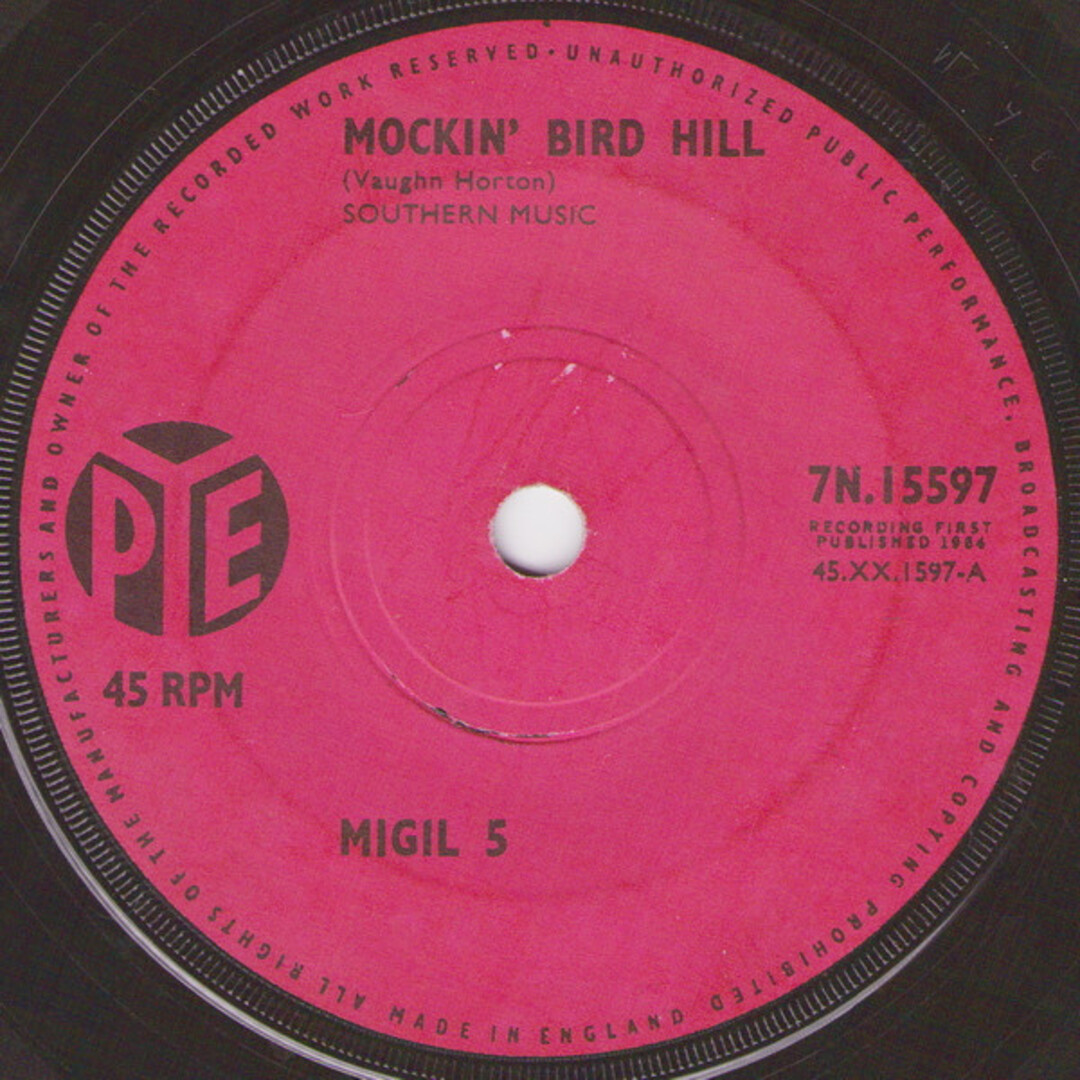 MOCKIN' BIRD HILL
(Vaughn Horton)
SOUTHERN MUSIC
PYE
45 RPM
7N.15597
RECORDING FIRST
PUBLISHED 1964
45.XX.1597-A
MIGIL 5
ALL RIGHTS OF THE MANUFACTURERS AND OWNER OF THE RECORDED WORK RESERVED · UNAUTHORIZED PUBLIC PERFORMANCE, BROADCASTING AND COPYING PROHIBITED
MADE IN ENGLAND